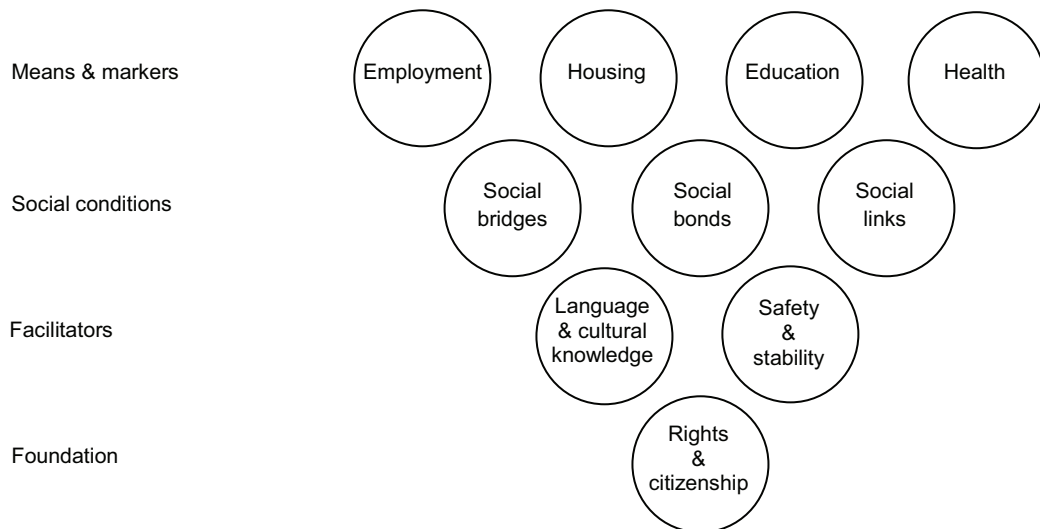 Means & markers
Employment
Housing
Education
Health
Social conditions
Social
bridges
Social
bonds
Social
links
Facilitators
Language
& cultural
knowledge
Safety
&
stability
Foundation
Rights
&
citizenship